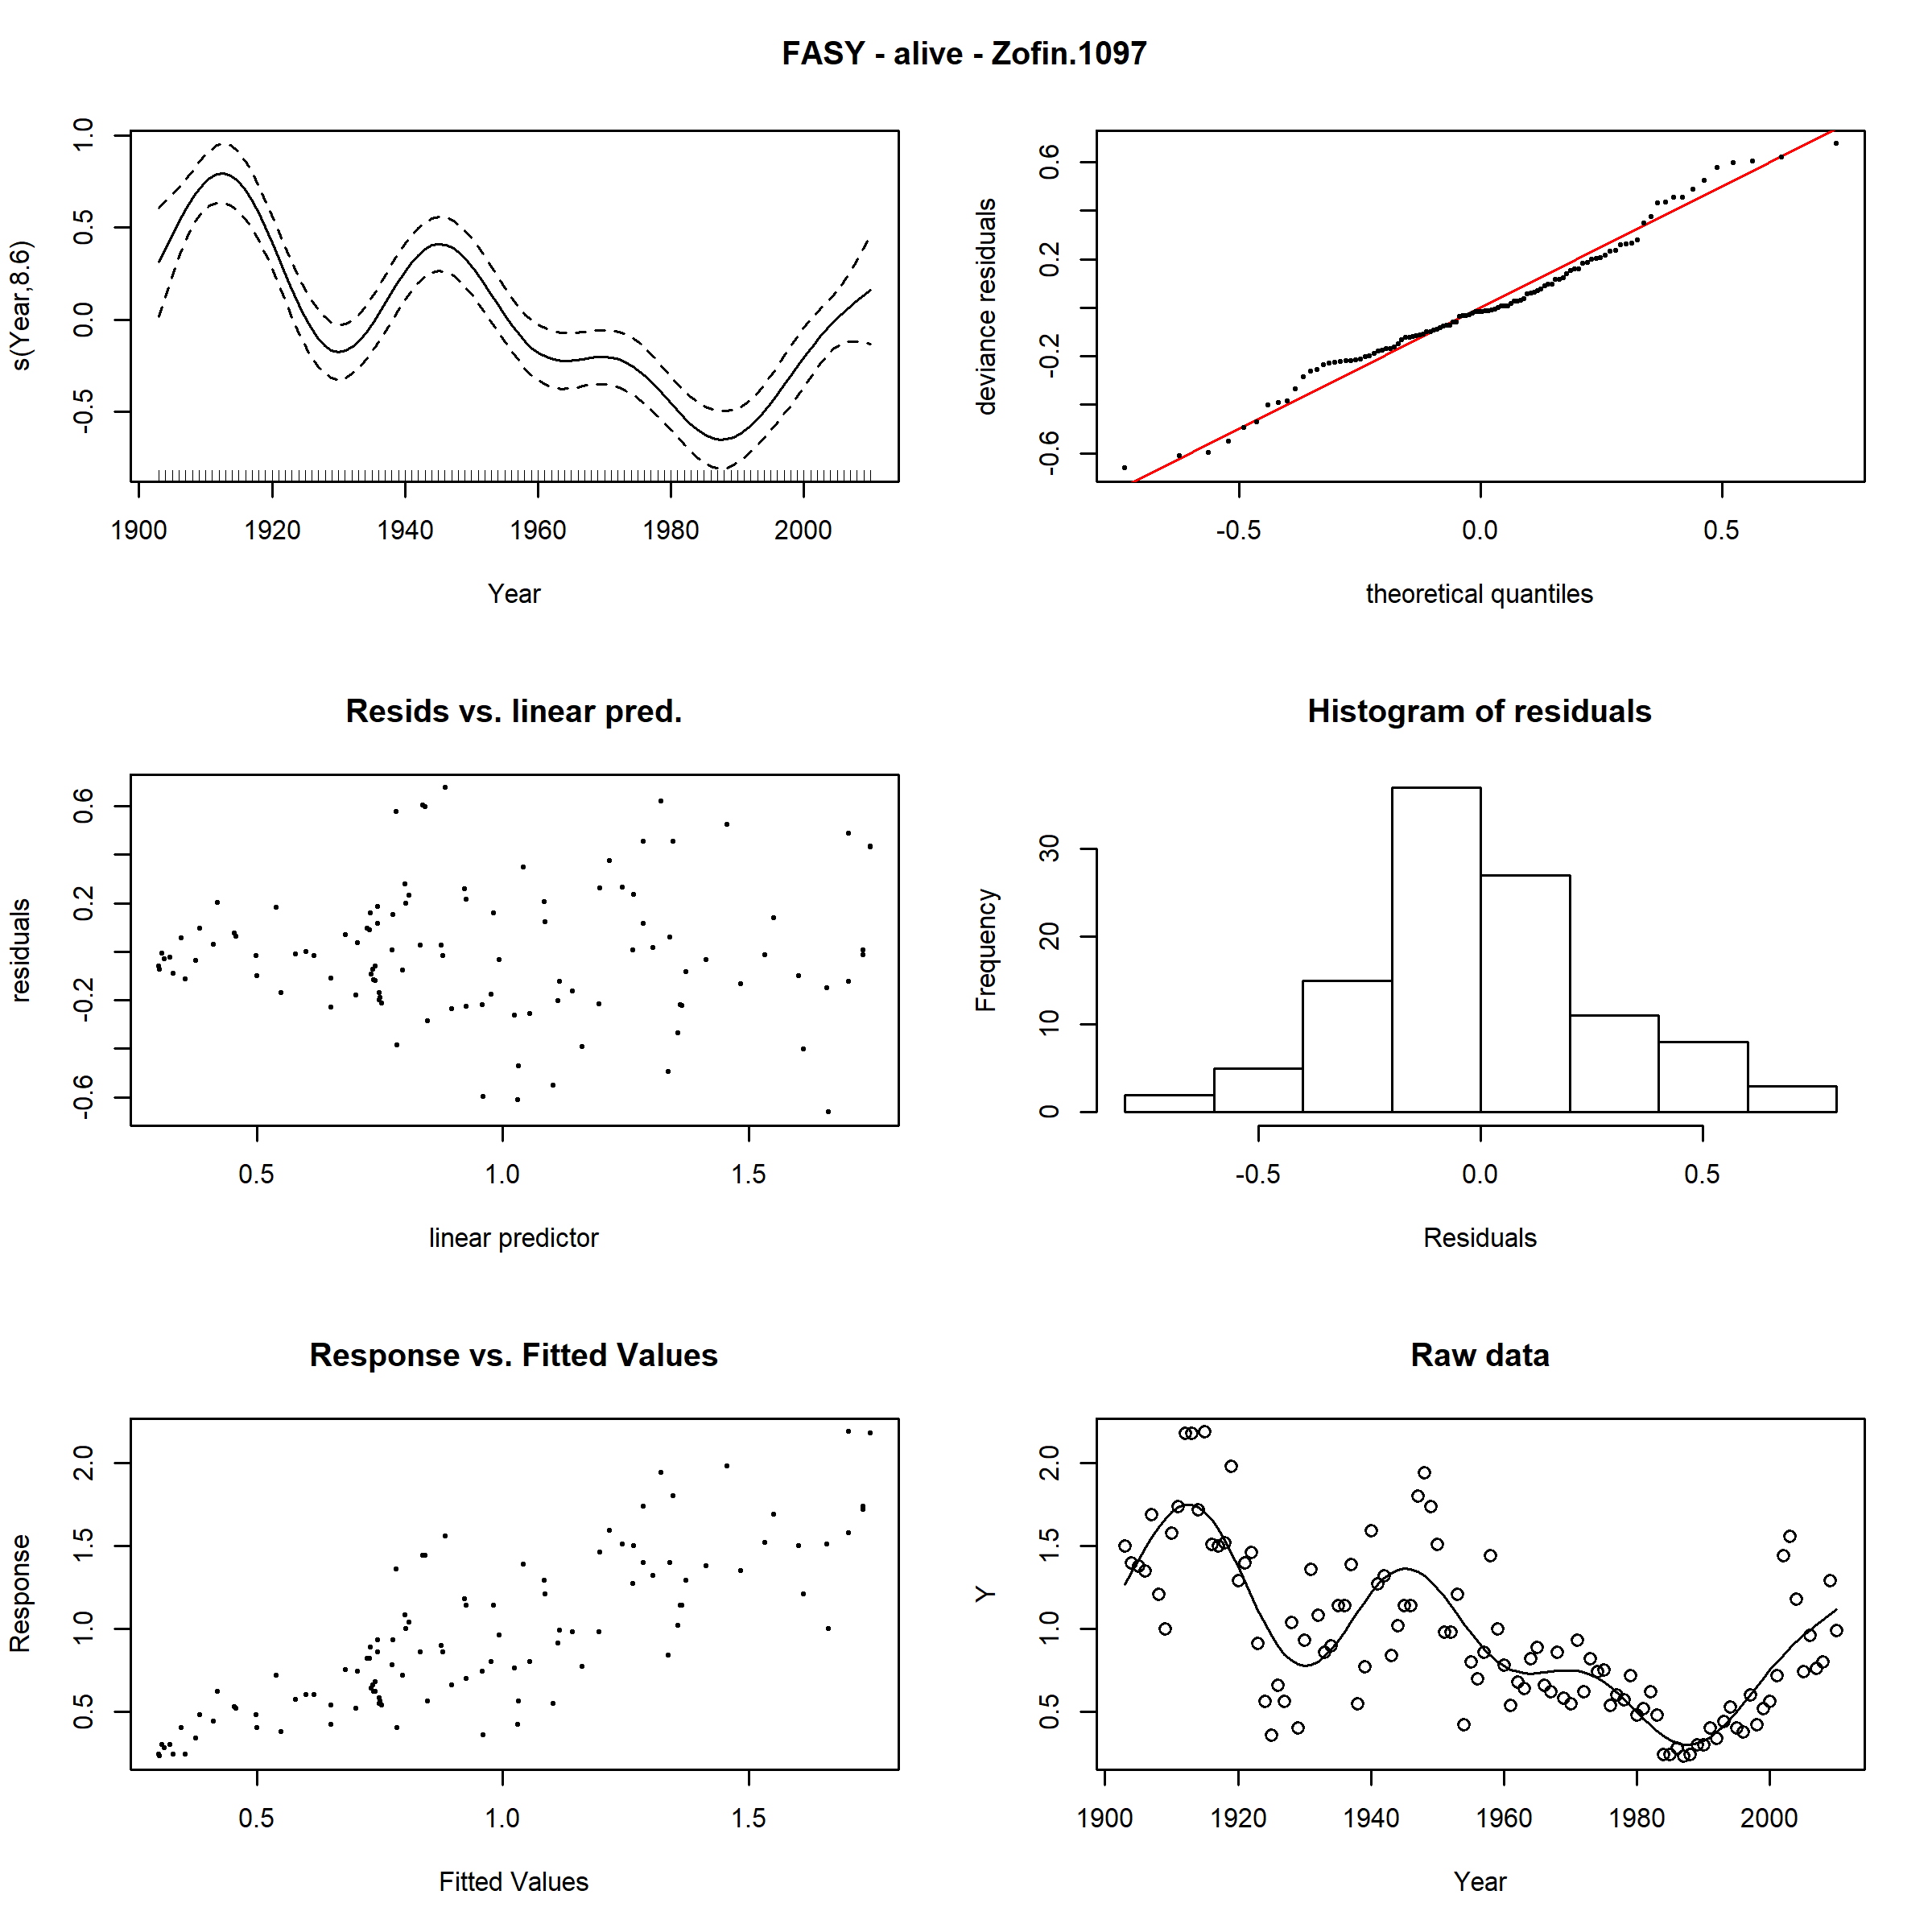 FASY - alive - Zofin.1097
s(Year,8.6)
1.0
0.5
0.0
-0.5
1900 1920 1940 1960 1980 2000
Year
deviance residuals
0.6
0.2
-0.2
-0.6
-0.5 0.0 0.5
theoretical quantiles
Resids vs. linear pred.
residuals
0.6
0.2
-0.2
-0.6
0.5 1.0 1.5
linear predictor
Histogram of residuals
Frequency
30
20
10
0
-0.5 0.0 0.5
Residuals
Response vs. Fitted Values
Response
2.0
1.5
1.0
0.5
0.5 1.0 1.5
Fitted Values
Raw data
Y
2.0
1.5
1.0
0.5
1900 1920 1940 1960 1980 2000
Year